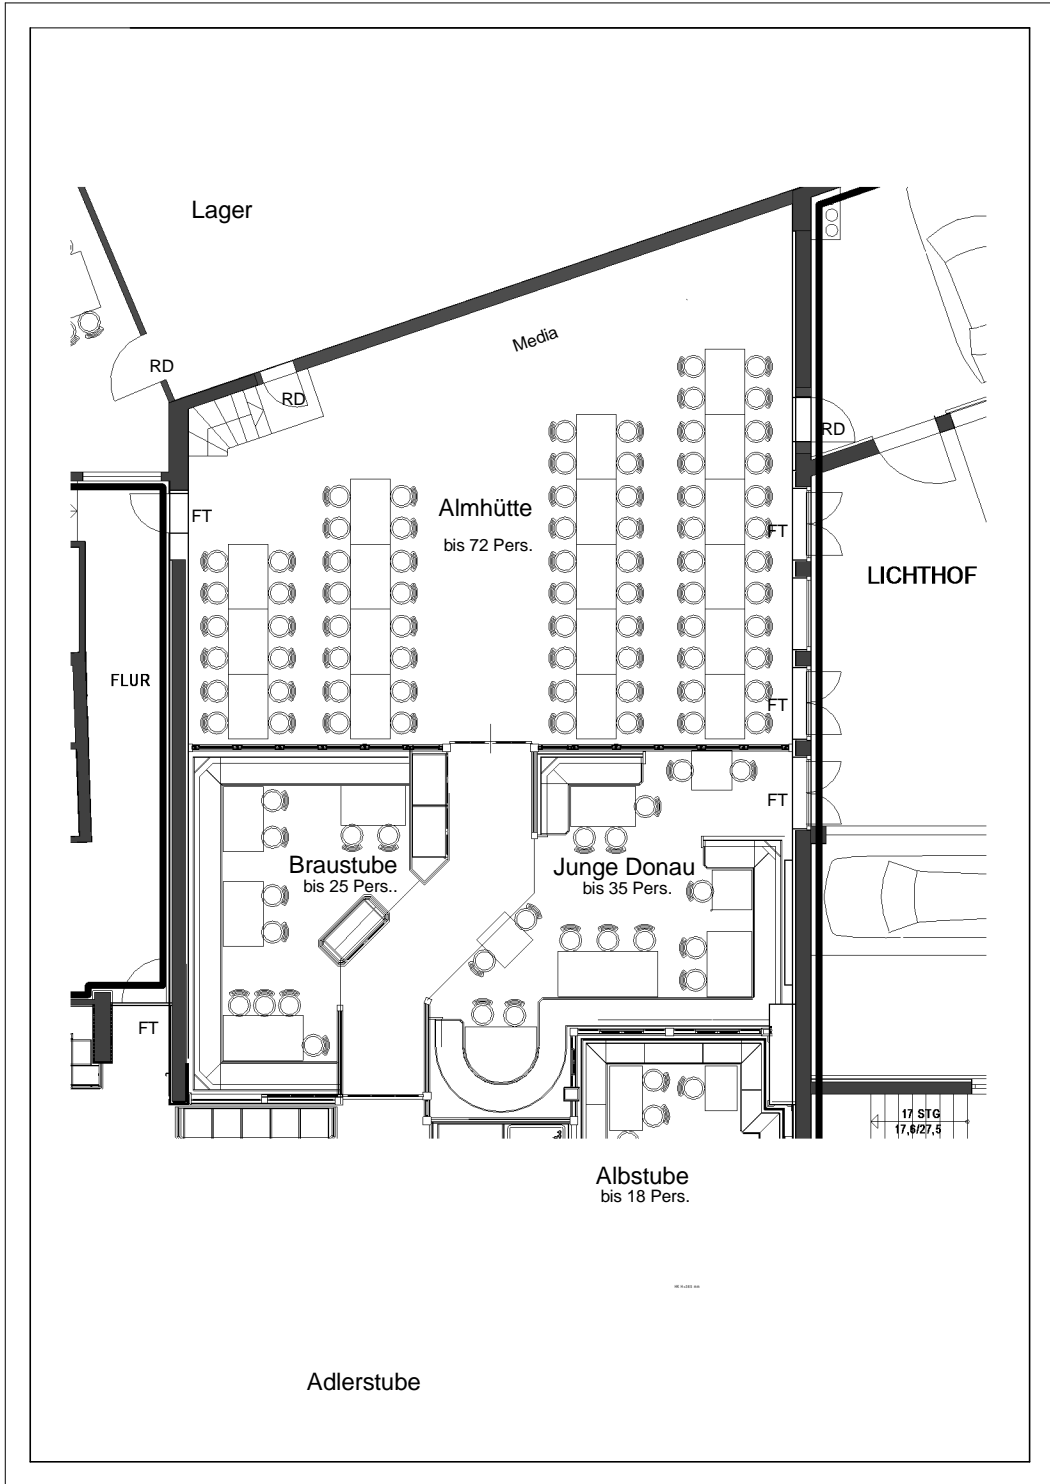 Lager
Media
RD
RD
RD
FT
Almhütte
bis 72 Pers.
FT
LICHTHOF
FLUR
FT
FT
Braustube
bis 25 Pers..
Junge Donau
bis 35 Pers.
FT
17 STG
17,6/27,5
Albstube
bis 18 Pers.
Adlerstube